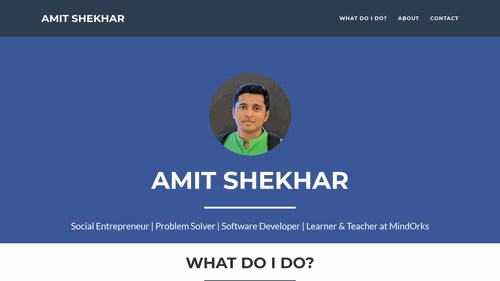 AMIT SHEKHAR WHAT DO I DO? ABOUT CONTACT
AMIT SHEKHAR
Social Entrepreneur | Problem Solver | Software Developer | Learner & Teacher at MindOrks
WHAT DO I DO?